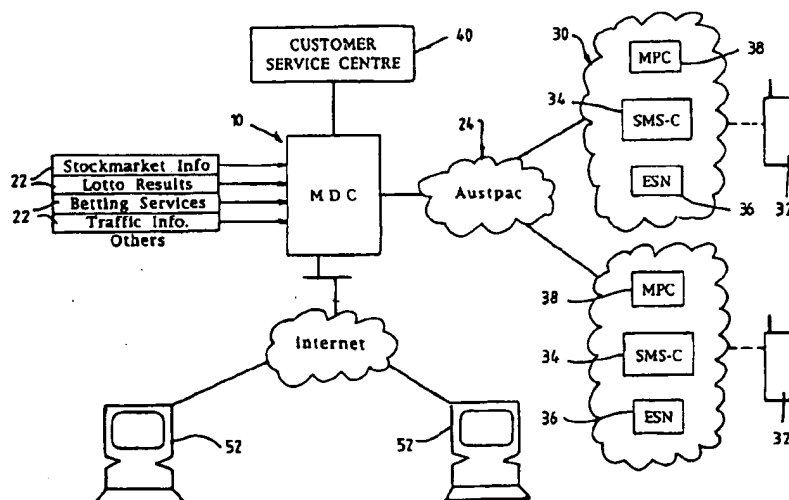 CUSTOMER
SERVICE CENTRE
40
30
MPC
38
34
SMS-C
ESN
36
32
10
MDC
24
Austpac
22
Stockmarket Info
Lotto Results
22
Betting Services
Traffic Info.
Others
Internet
52
52
38
MPC
34
SMS-C
36
ESN
32